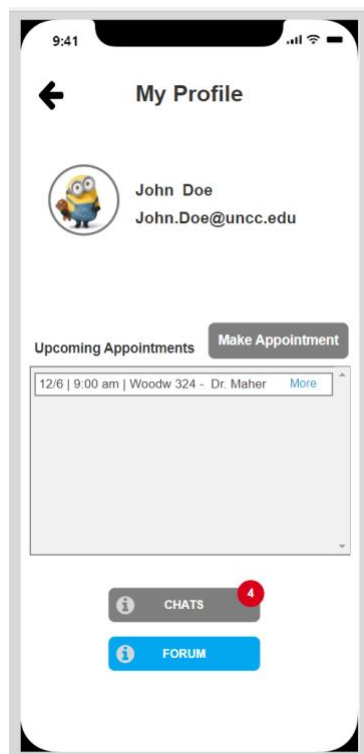 9:41
My Profile
John Doe
John.Doe@uncc.edu
Upcoming Appointments
Make Appointment
12/6 | 9:00 am | Woodw 324 - Dr. Maher More
4
CHATS
FORUM